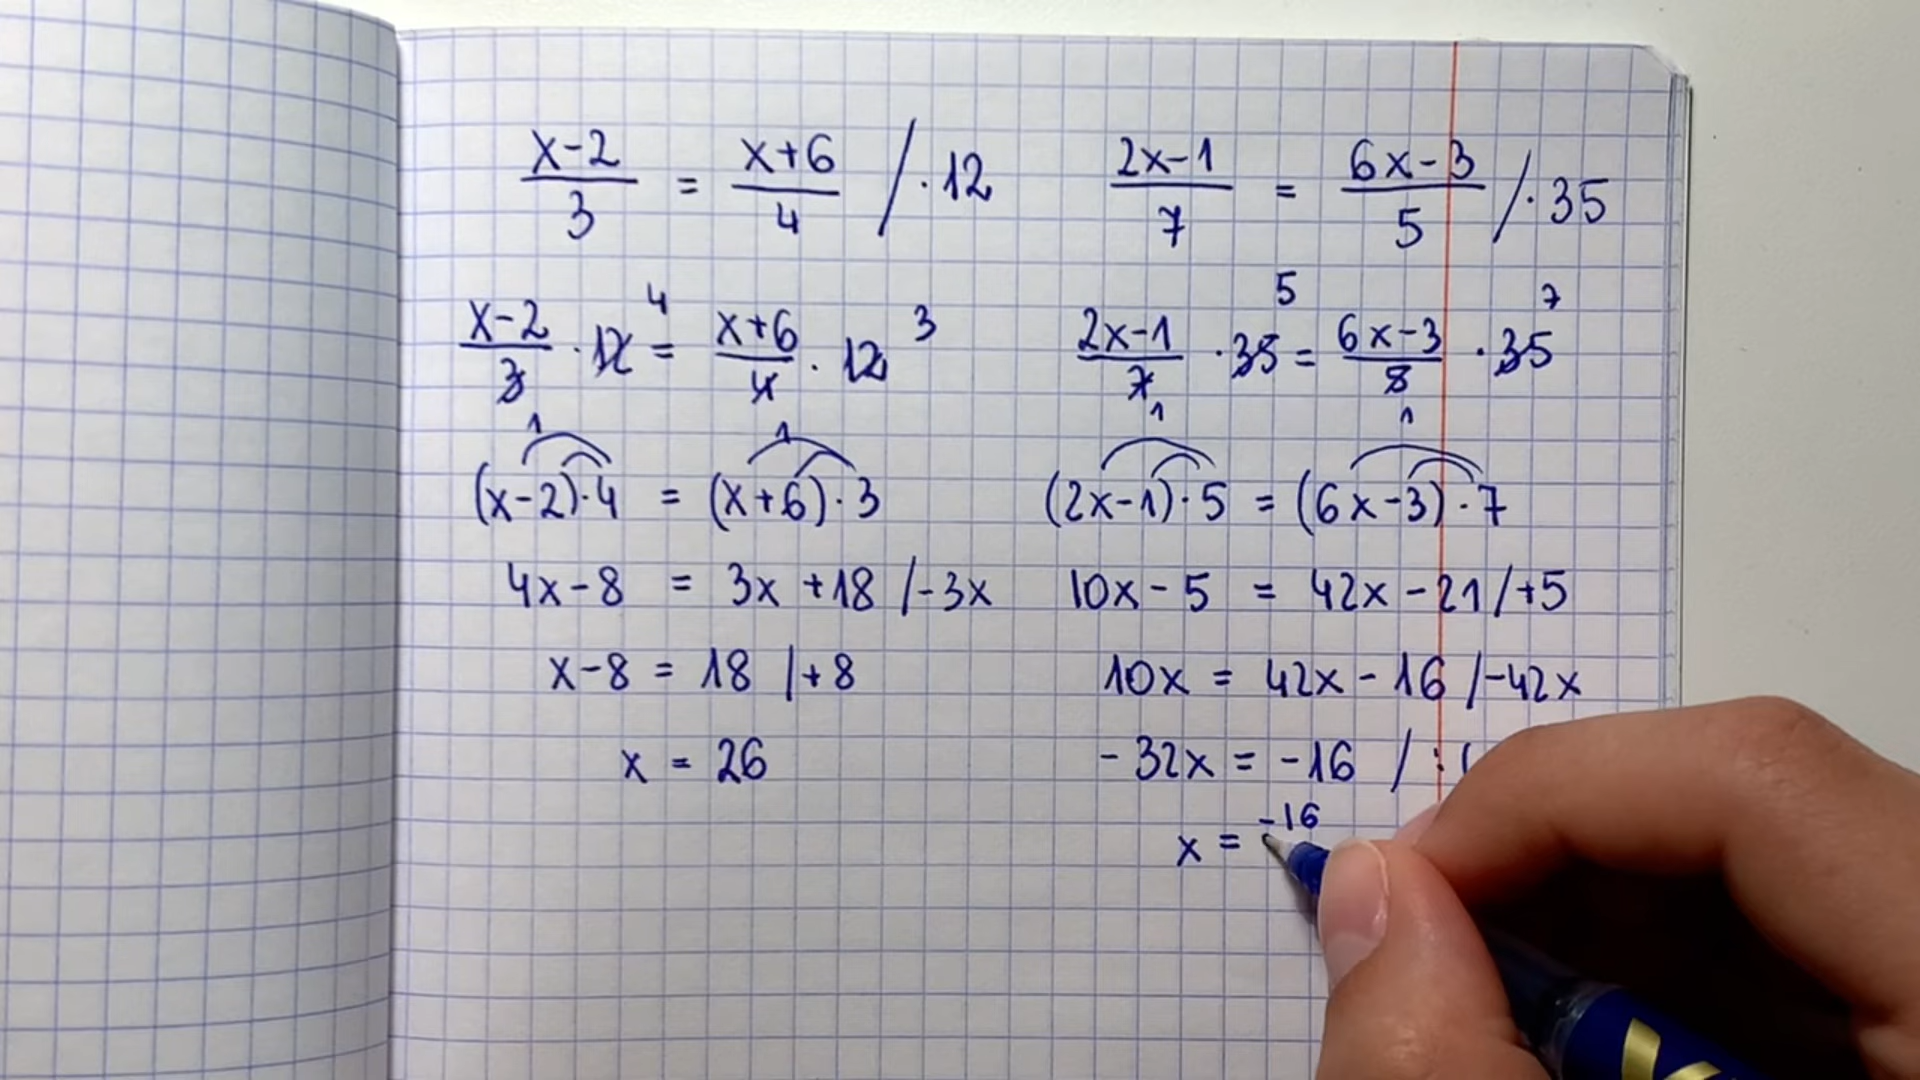 x-2/3 = x+6/4 /·12
x-2/3 · 12 4 = x+6/4 · 12 3
1 1
(x-2)·4 = (x+6)·3
4x-8 = 3x+18 /-3x
x-8 = 18 /+8
x = 26
2x-1/7 = 6x-3/5 /·35
2x-1/7 ·35 5 = 6x-3/5 ·35 7
1 1
(2x-1)·5 = (6x-3)·7
10x-5 = 42x-21 /+5
10x = 42x-16 /-42x
-32x = -16 / :(
x = -16